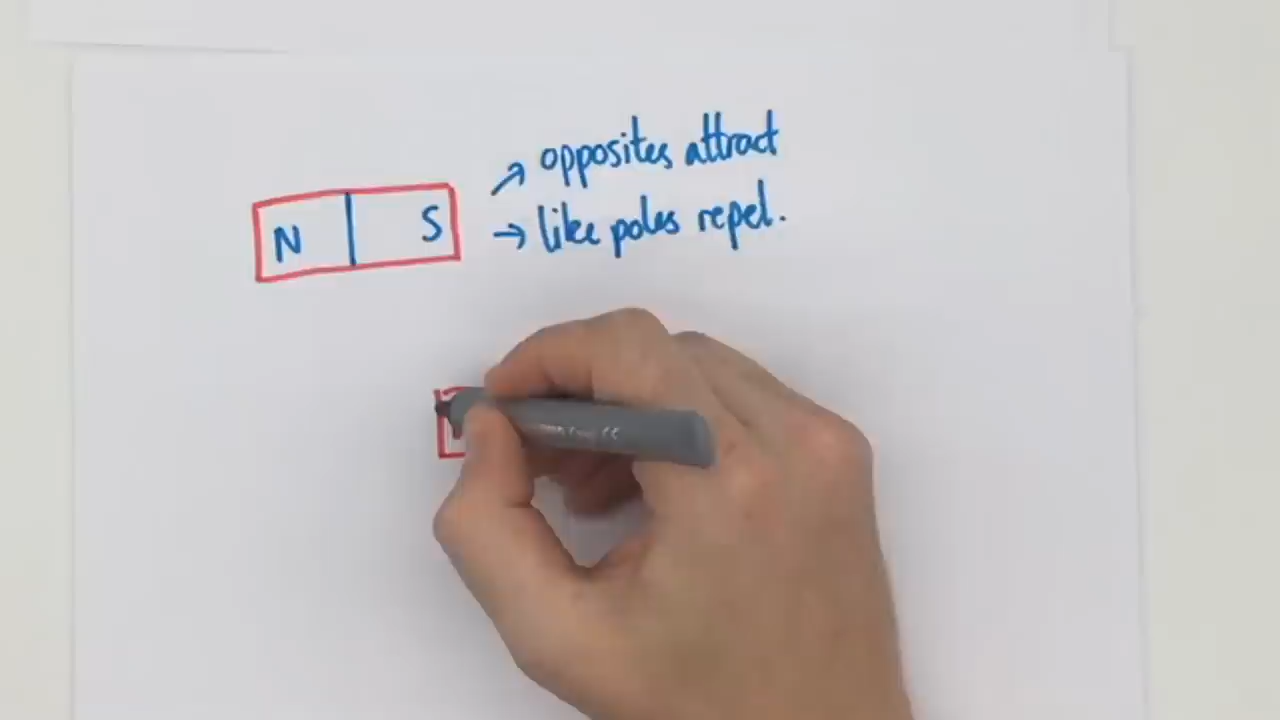 → opposites attract
N S → like poles repel.